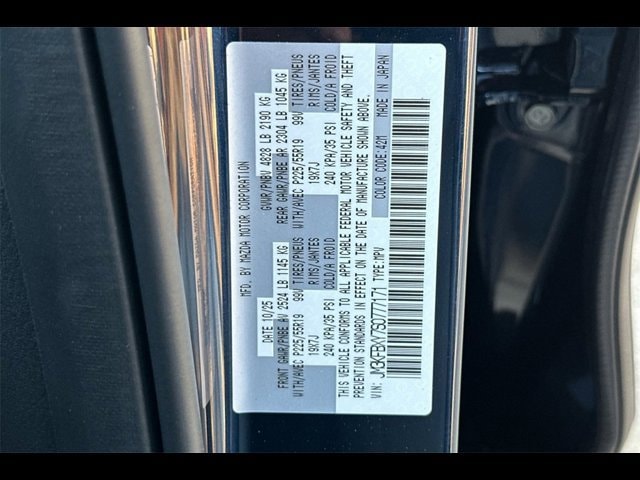 MFD. BY MAZDA MOTOR CORPORATION
DATE 10/25 GVWR/PNBV 4828 LB 2190 KG
FRONT GAWR/PNBE AV 2524 LB 1145 KG REAR GAWR/PNBE AR 2304 LB 1045 KG
WITH/AVEC P225/55R19 99V TIRES/PNEUS WITH/AVEC P225/55R19 99V TIRES/PNEUS
19X7J RIMS/JANTES 19X7J RIMS/JANTES
240 KPA/35 PSI COLD/A FROID 240 KPA/35 PSI COLD/A FROID
THIS VEHICLE CONFORMS TO ALL APPLICABLE FEDERAL MOTOR VEHICLE SAFETY AND THEFT
PREVENTION STANDARDS IN EFFECT ON THE DATE OF MANUFACTURE SHOWN ABOVE.
VIN: TYPE:MPV COLOR CODE:42M MADE IN JAPAN